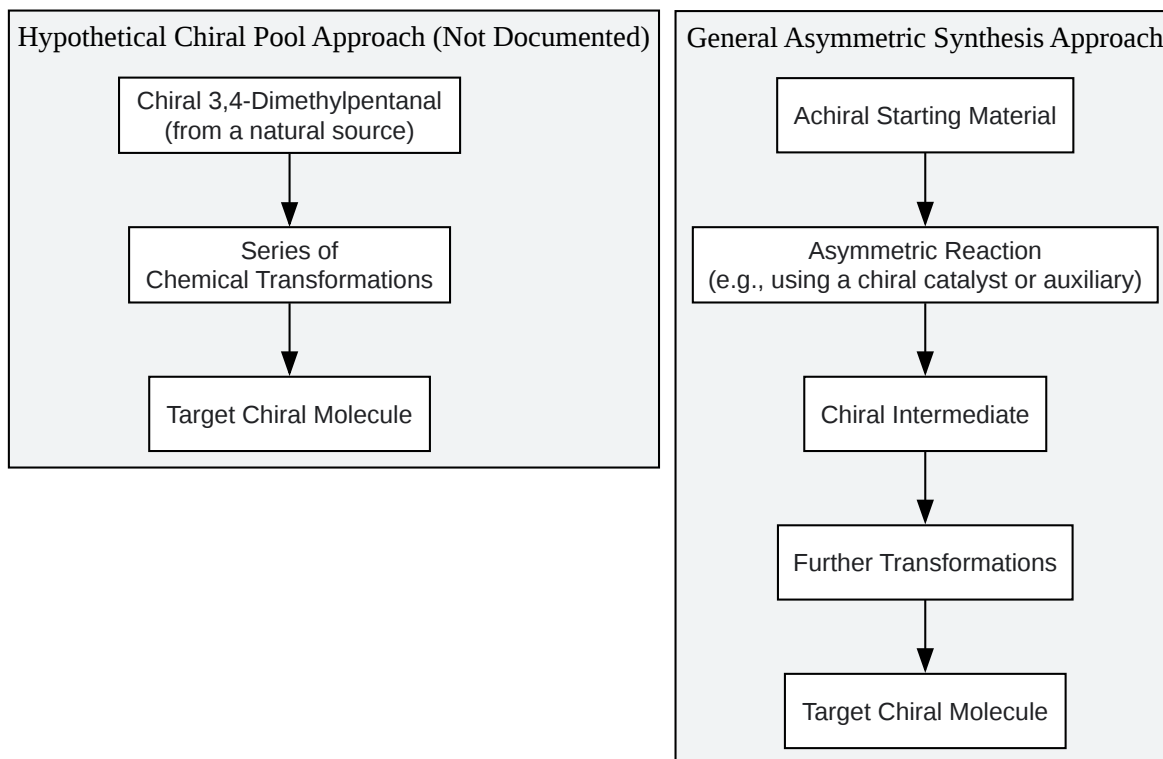 Hypothetical Chiral Pool Approach (Not Documented)
Chiral 3,4-Dimethylpentanal
(from a natural source)
Series of
Chemical Transformations
Target Chiral Molecule
General Asymmetric Synthesis Approach
Achiral Starting Material
Asymmetric Reaction
(e.g., using a chiral catalyst or auxiliary)
Chiral Intermediate
Further Transformations
Target Chiral Molecule